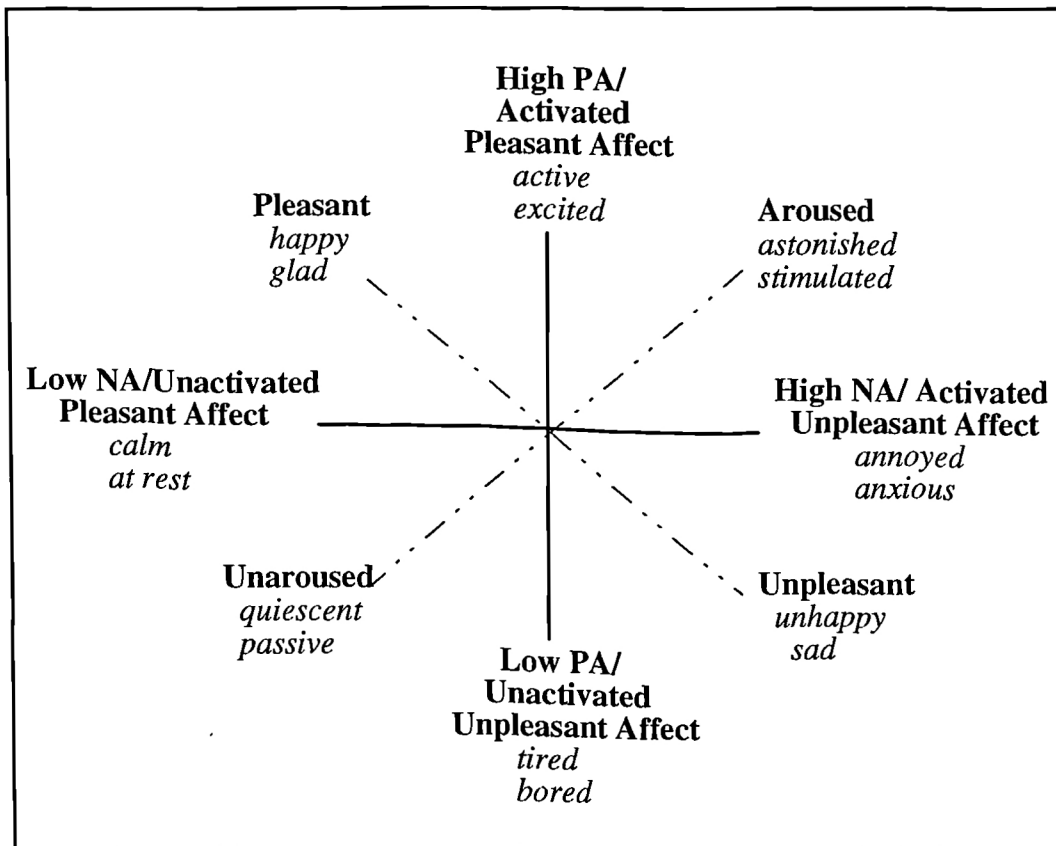 High PA/
Activated
Pleasant Affect
active
excited
Pleasant
happy
glad
Aroused
astonished
stimulated
Low NA/Unactivated
Pleasant Affect
calm
at rest
High NA/ Activated
Unpleasant Affect
annoyed
anxious
Unaroused
quiescent
passive
Unpleasant
unhappy
sad
Low PA/
Unactivated
Unpleasant Affect
tired
bored